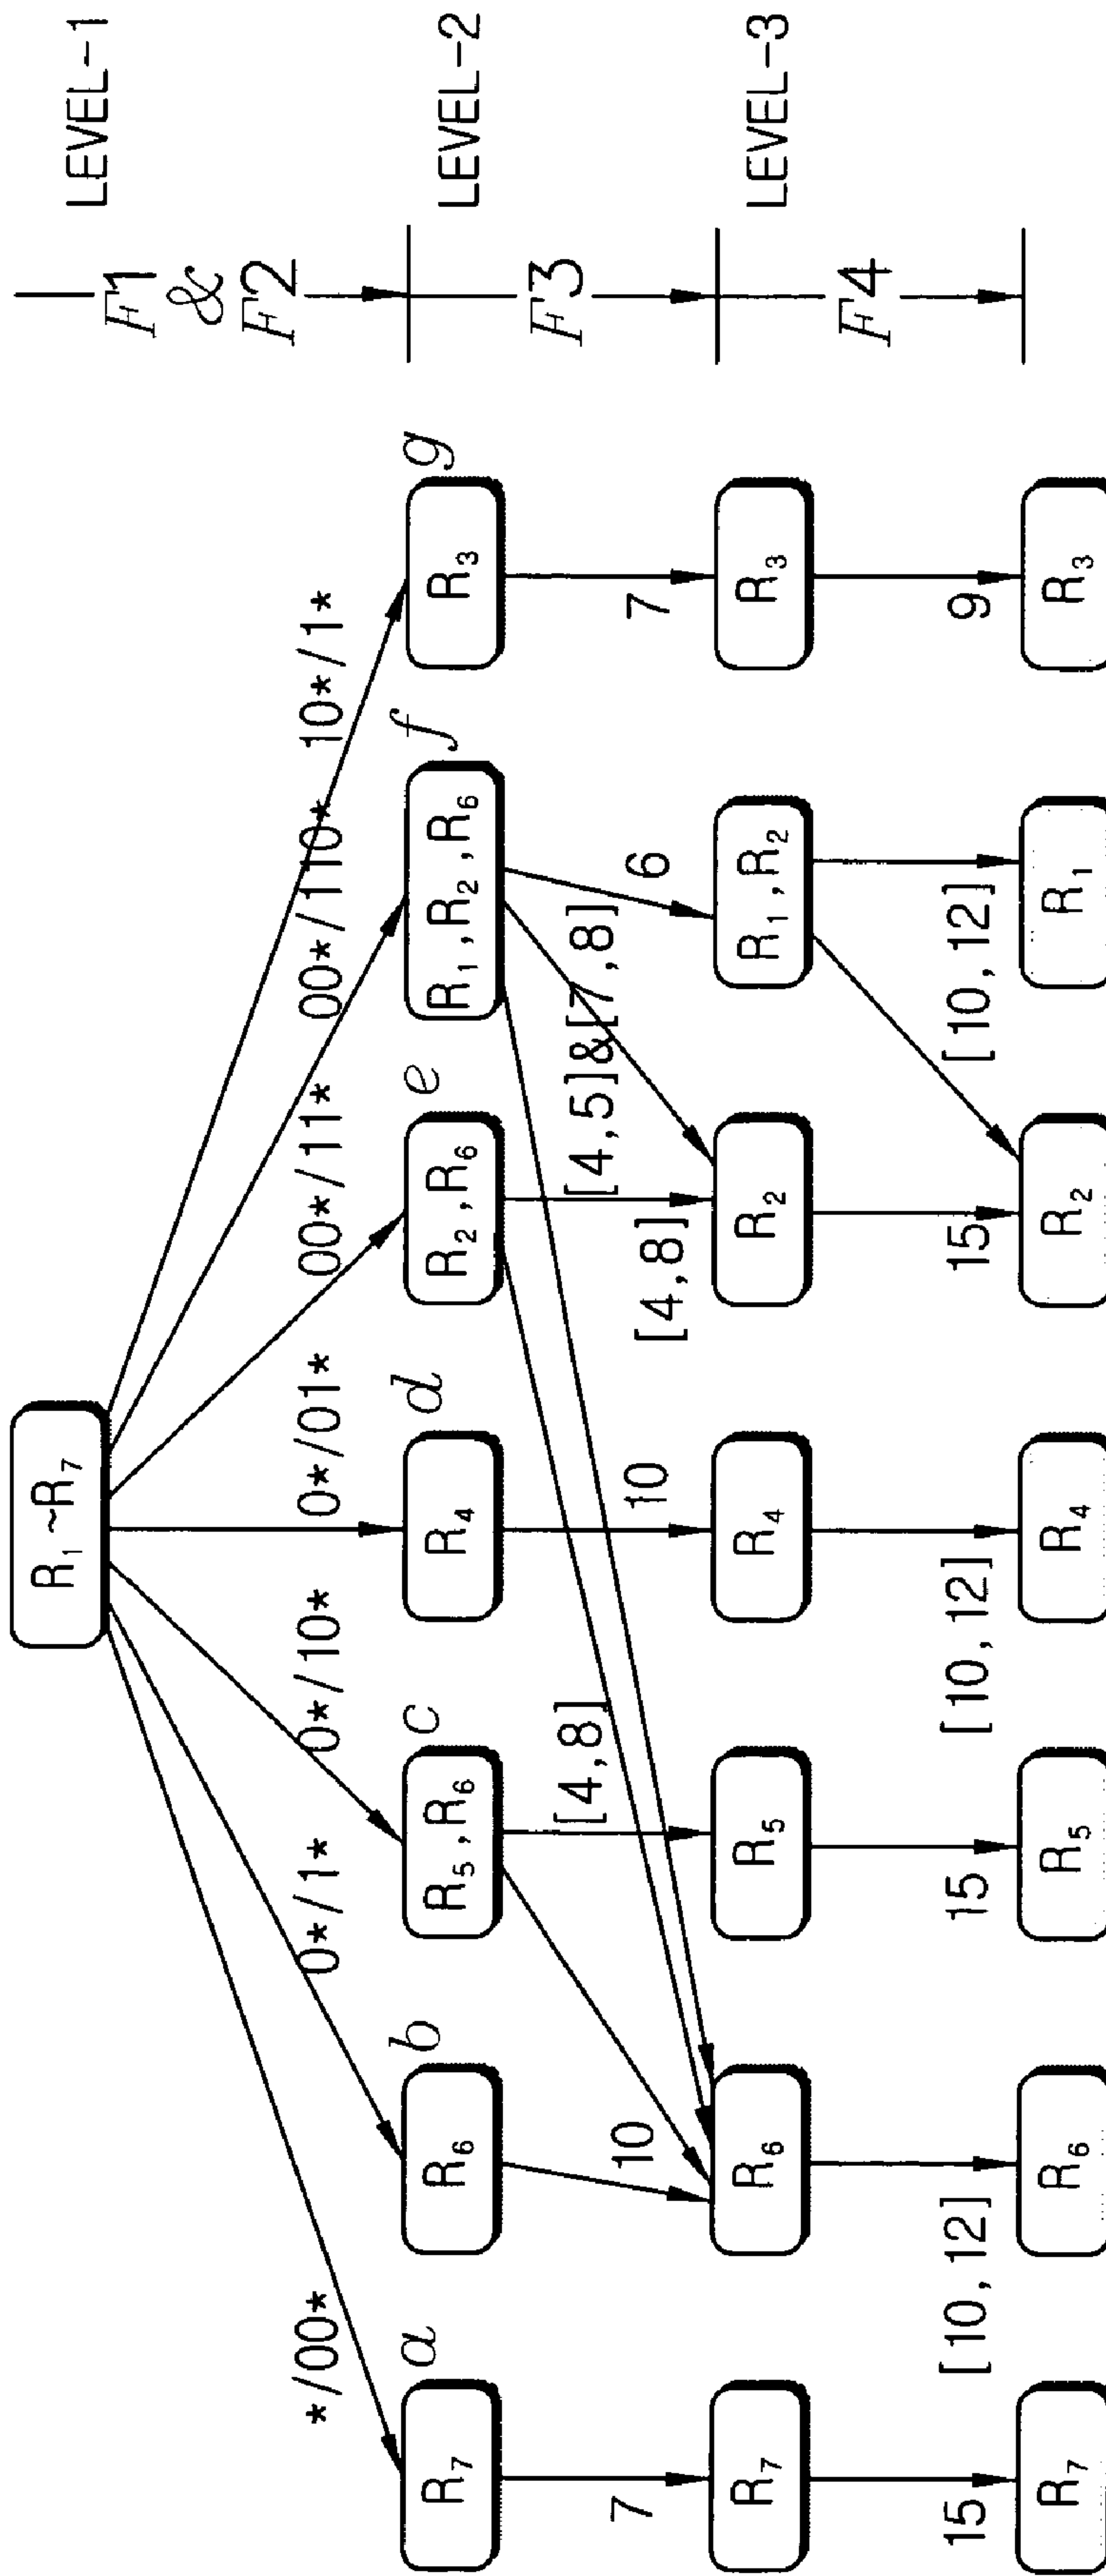 R1~R7
LEVEL-1
F1
&
F2
*/00*
0*/1*
0*/10*
0*/01*
00*/11*
00*/110*
10*/1*
a
b
c
d
e
f
g
R7
R6
R5,R6
R4
R2,R6
R1,R2,R6
R3
LEVEL-2
F3
7
10
[4,8]
10
[4,8]
[4,5]&[7,8]
6
7
R7
R6
R5
R4
R2
R1,R2
R3
LEVEL-3
F4
15
[10,12]
15
[10,12]
15
[10,12]
9
R7
R6
R5
R4
R2
R1
R3